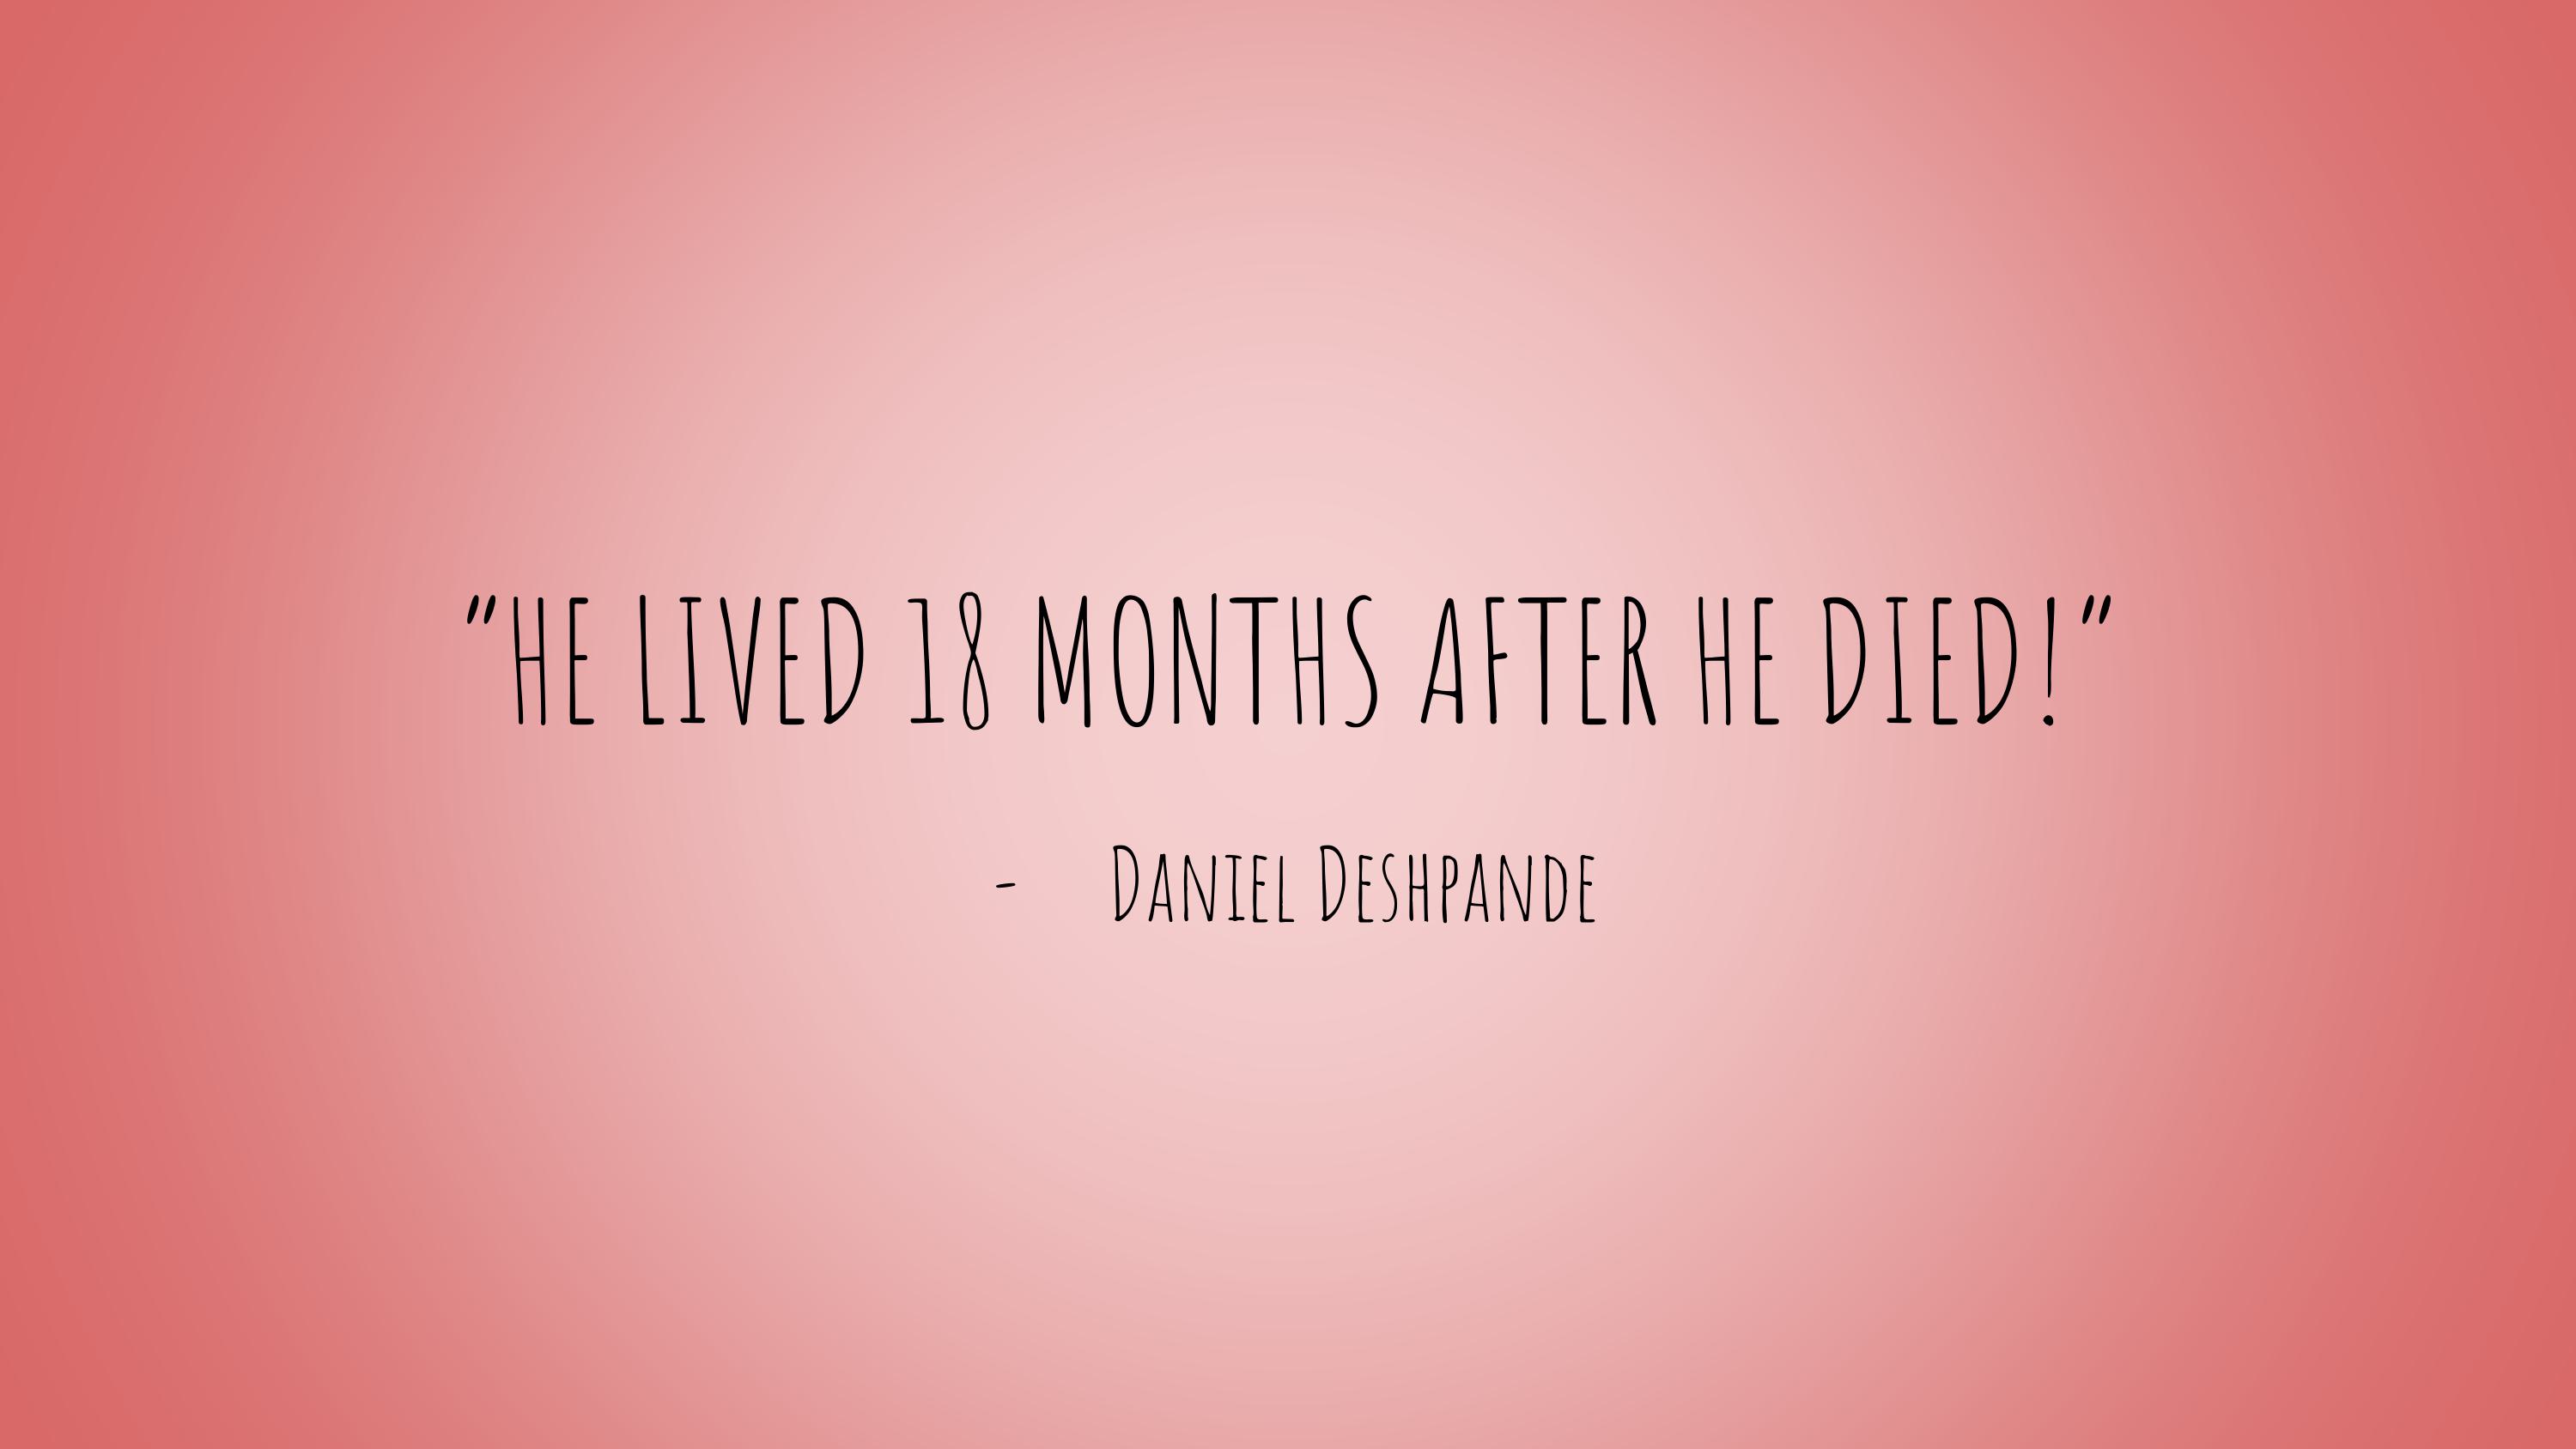 ”HE LIVED 18 MONTHS AFTER HE DIED!”
- Daniel Deshpande